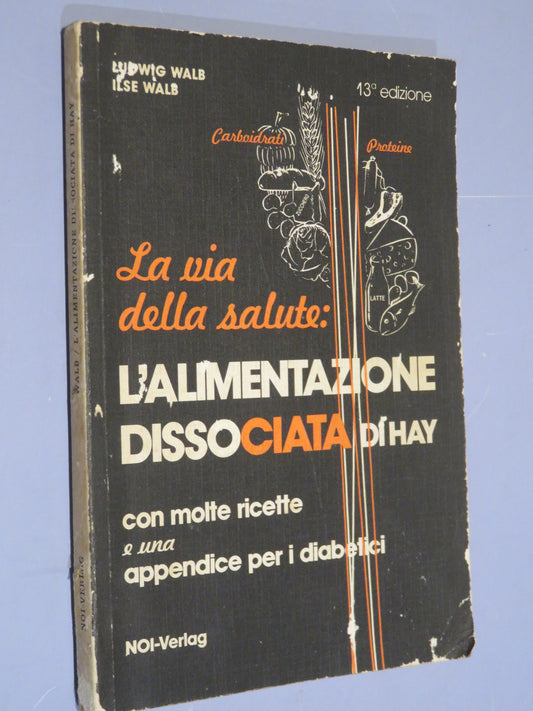 LUDWIG WALB
ILSE WALB
13ª edizione
Carboidrati
Proteine
LATTE
La via
della salute:
L'ALIMENTAZIONE
DISSOCIATA DI HAY
con molte ricette
e una
appendice per i diabetici
NOI-Verlag
WALB / L'ALIMENTAZIONE DISSOCIATA DI HAY
NOI-VERLAG